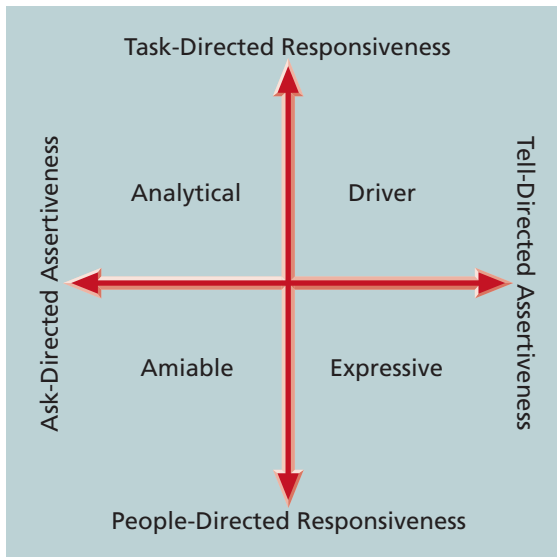 Task-Directed Responsiveness
Ask-Directed Assertiveness
Tell-Directed Assertiveness
Analytical
Driver
Amiable
Expressive
People-Directed Responsiveness